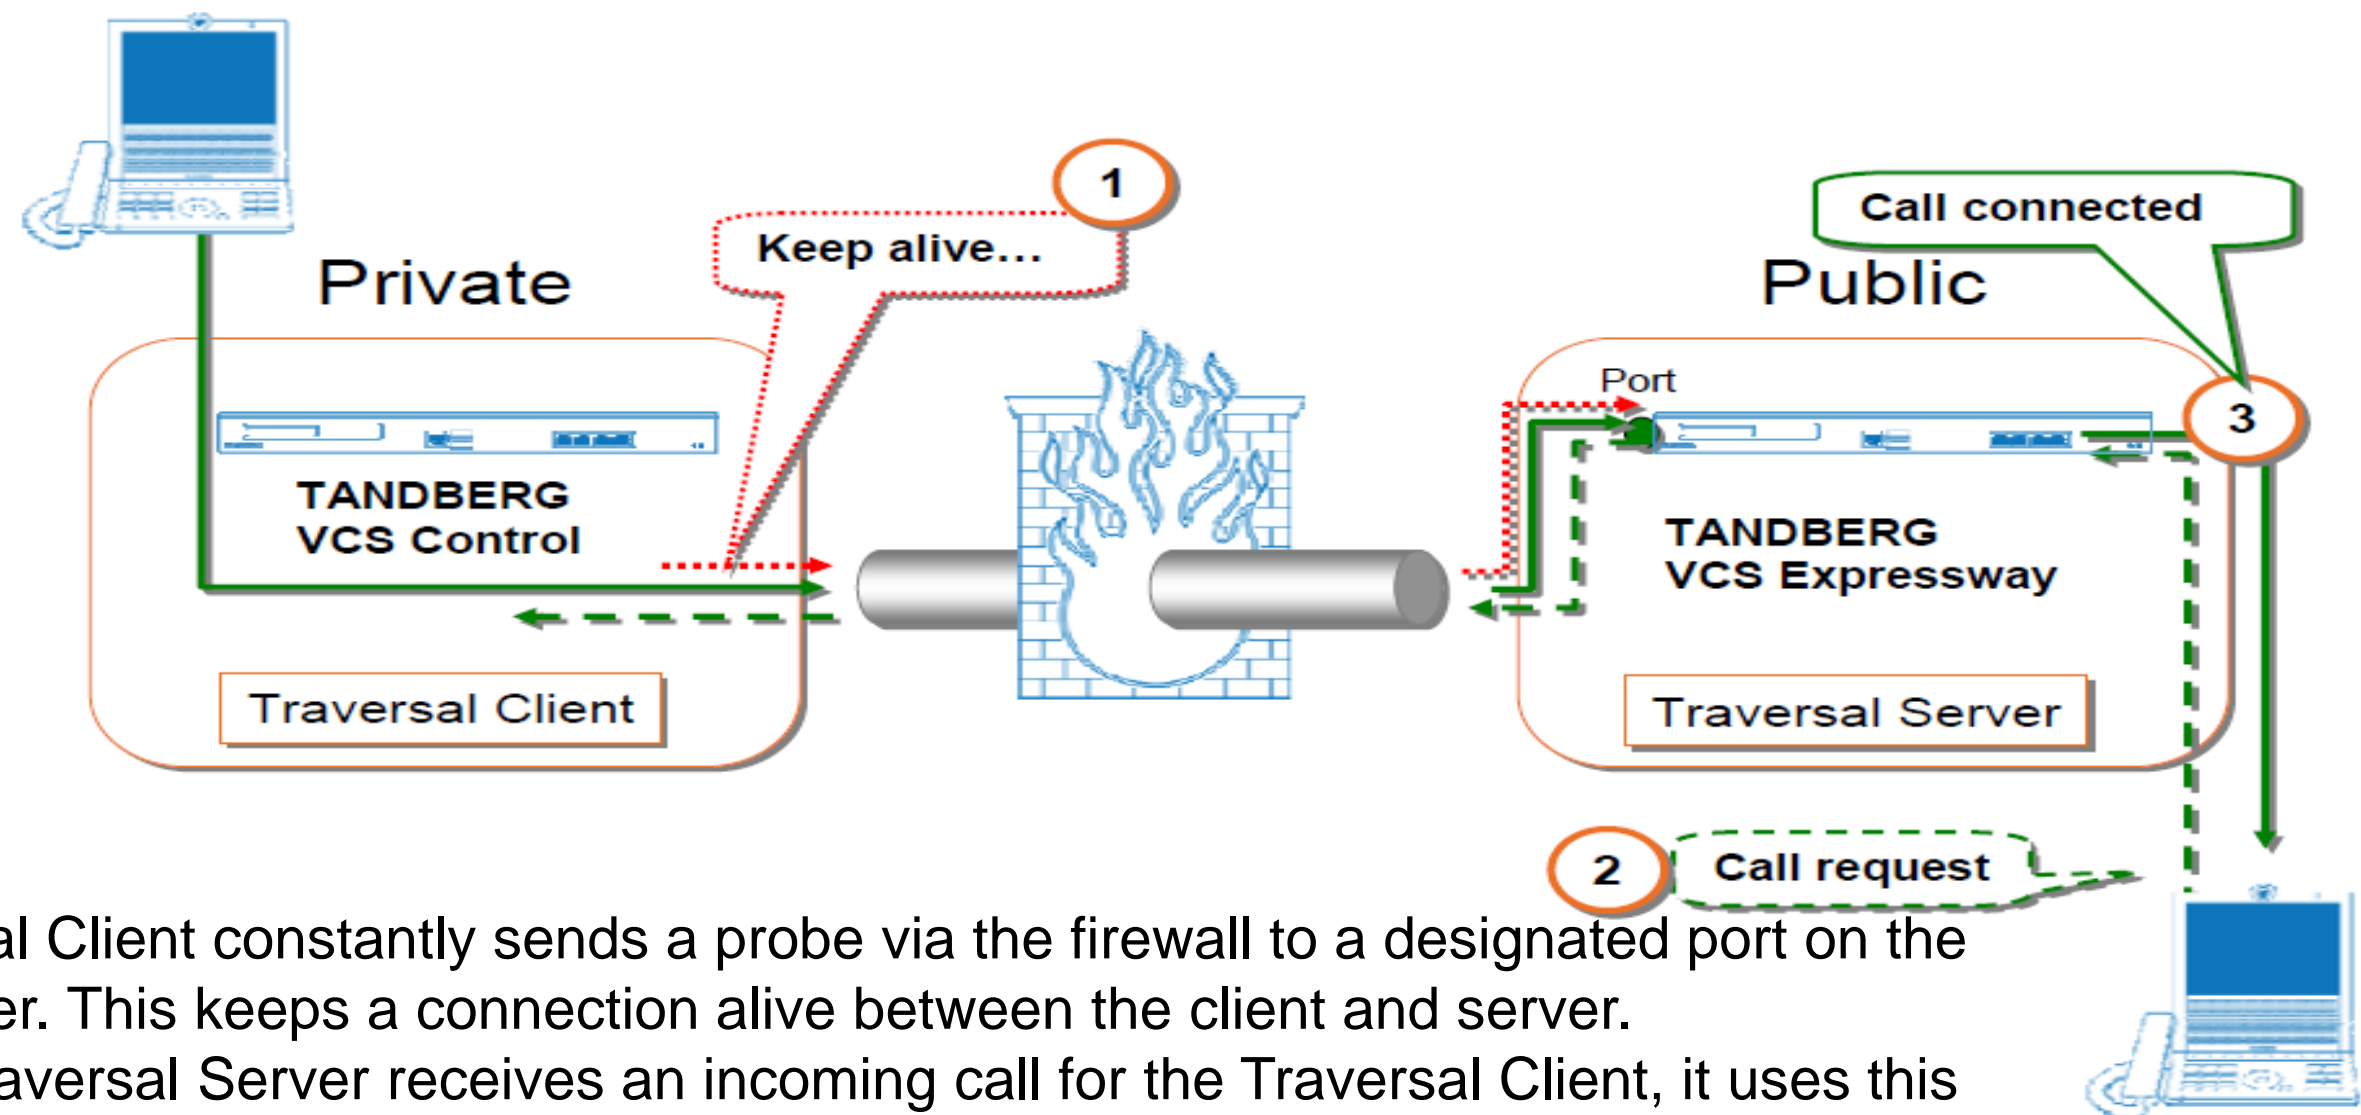 1
Keep alive...
Call connected
Private
Public
Port
3
TANDBERG
VCS Control
TANDBERG
VCS Expressway
Traversal Client
Traversal Server
2
Call request
al Client constantly sends a probe via the firewall to a designated port on the
er. This keeps a connection alive between the client and server.
aversal Server receives an incoming call for the Traversal Client, it uses this